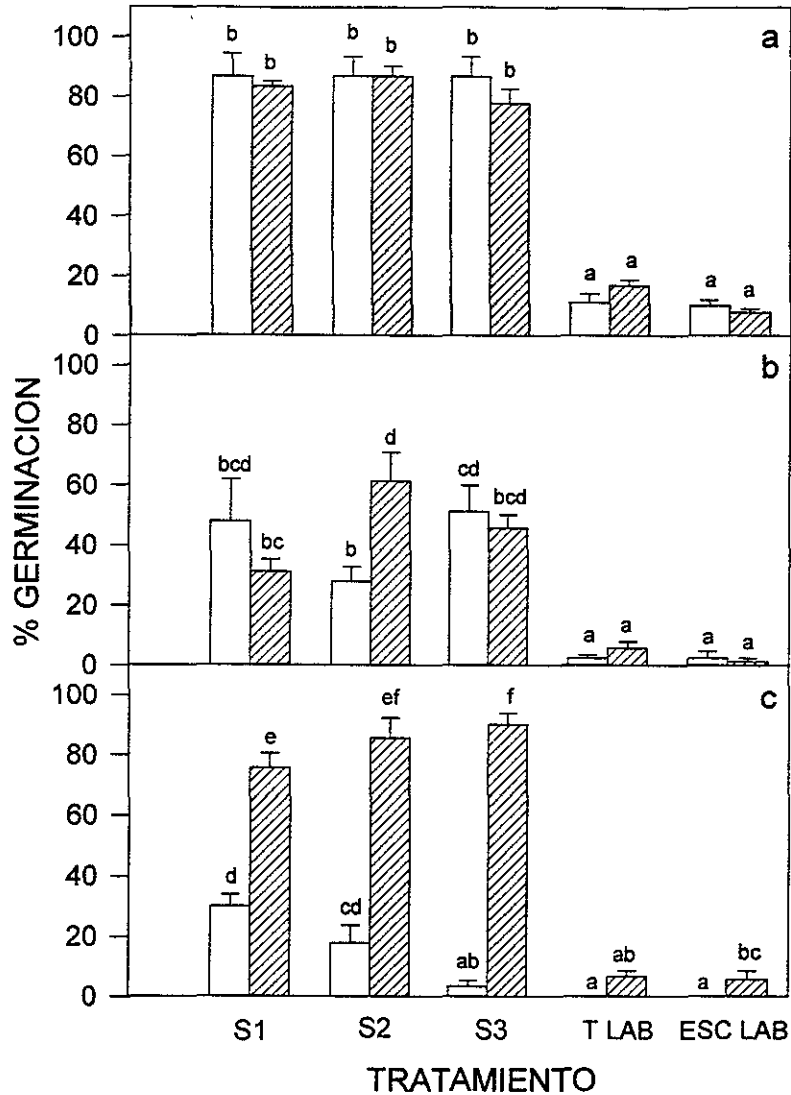 % GERMINACION
a
100
80
60
40
20
0
b b b b b b a a a a
b
100
80
60
40
20
0
bcd bc b d cd bcd a a a a
c
100
80
60
40
20
0
d e cd ef ab f a ab a bc
S1 S2 S3 T LAB ESC LAB
TRATAMIENTO